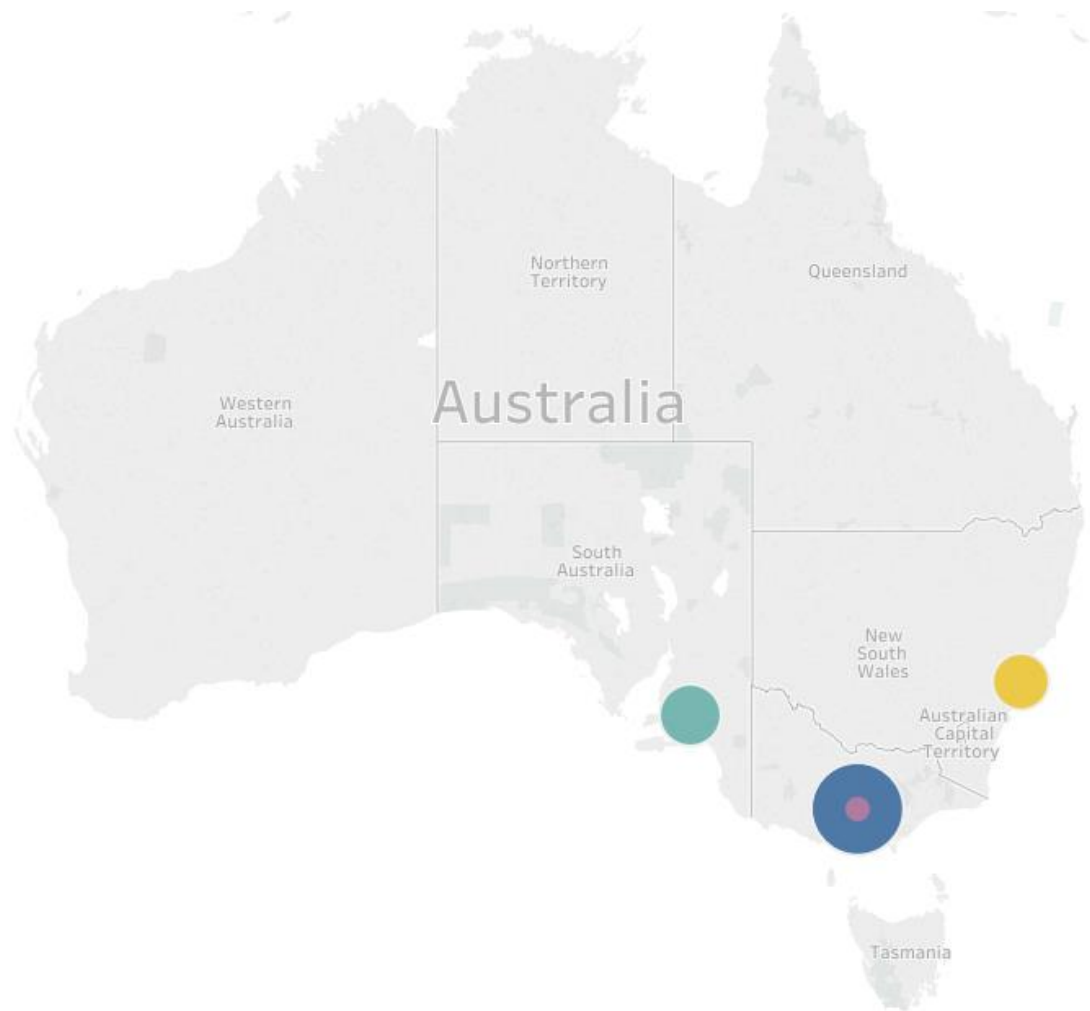 Northern
Territory
Queensland
Australia
Western
Australia
South
Australia
New
South
Wales
Australian
Capital
Territory
Tasmania